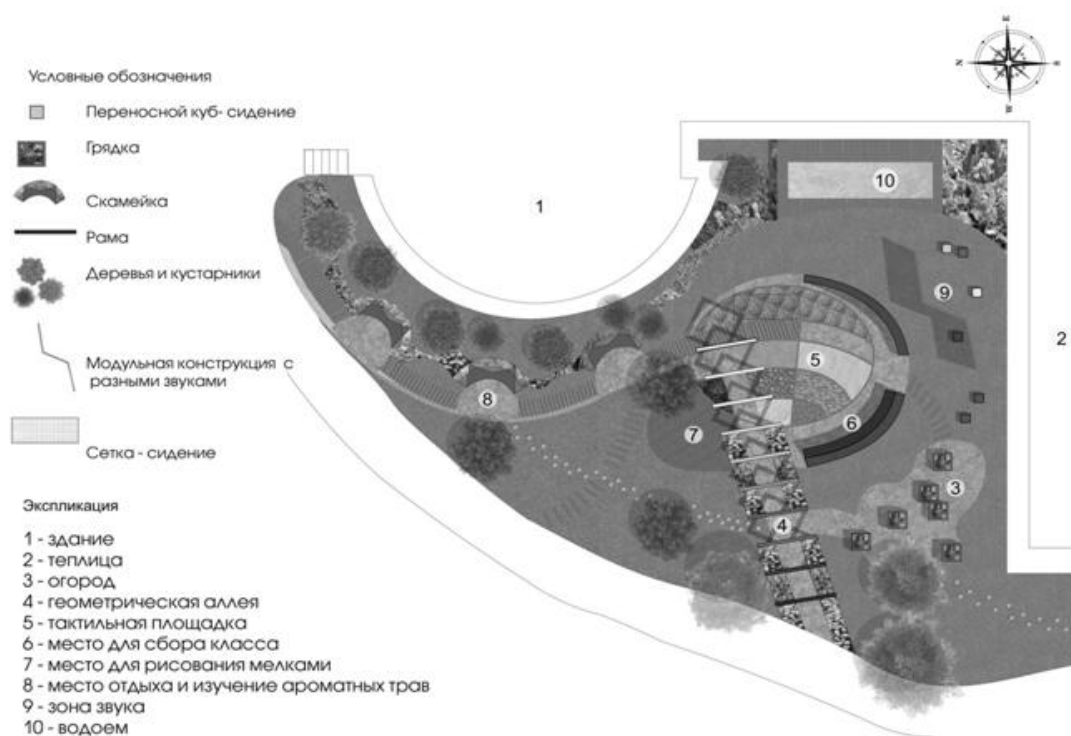 E
N
S
W
Условные обозначения
Переносной куб- сидение
Грядка
Скамейка
Рама
Деревья и кустарники
Модульная конструкция с
разными звуками
Сетка - сидение
Экспликация
1 - здание
2 - теплица
3 - огород
4 - геометрическая аллея
5 - тактильная площадка
6 - место для сбора класса
7 - место для рисования мелками
8 - место отдыха и изучение ароматных трав
9 - зона звука
10 - водоем
1
10
9
2
5
8
7
6
3
4